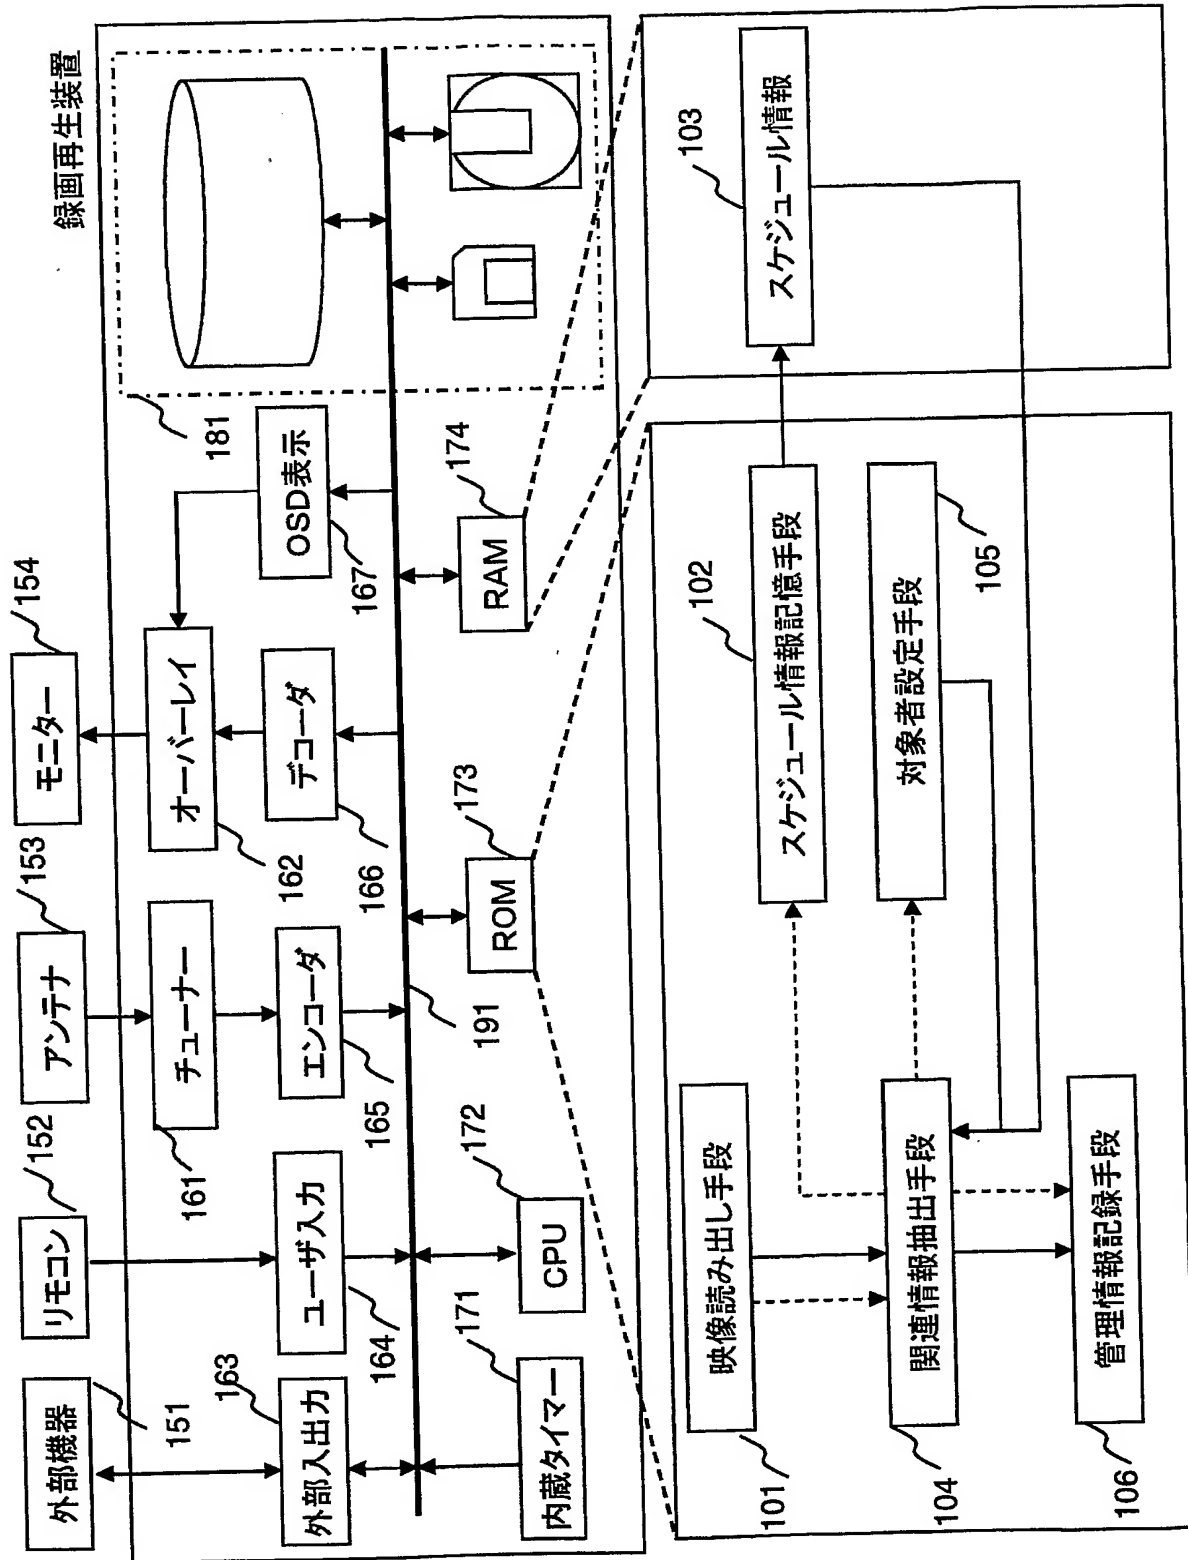 録画再生装置
外部機器
151
リモコン
152
アンテナ
153
モニター
154
チューナー
161
オーバーレイ
162
181
外部入出力
163
ユーザ入力
164
エンコーダ
165
デコーダ
166
OSD表示
167
191
内蔵タイマー
171
CPU
172
ROM
173
RAM
174
映像読み出し手段
101
スケジュール情報記憶手段
102
スケジュール情報
103
関連情報抽出手段
104
対象者設定手段
105
管理情報記録手段
106